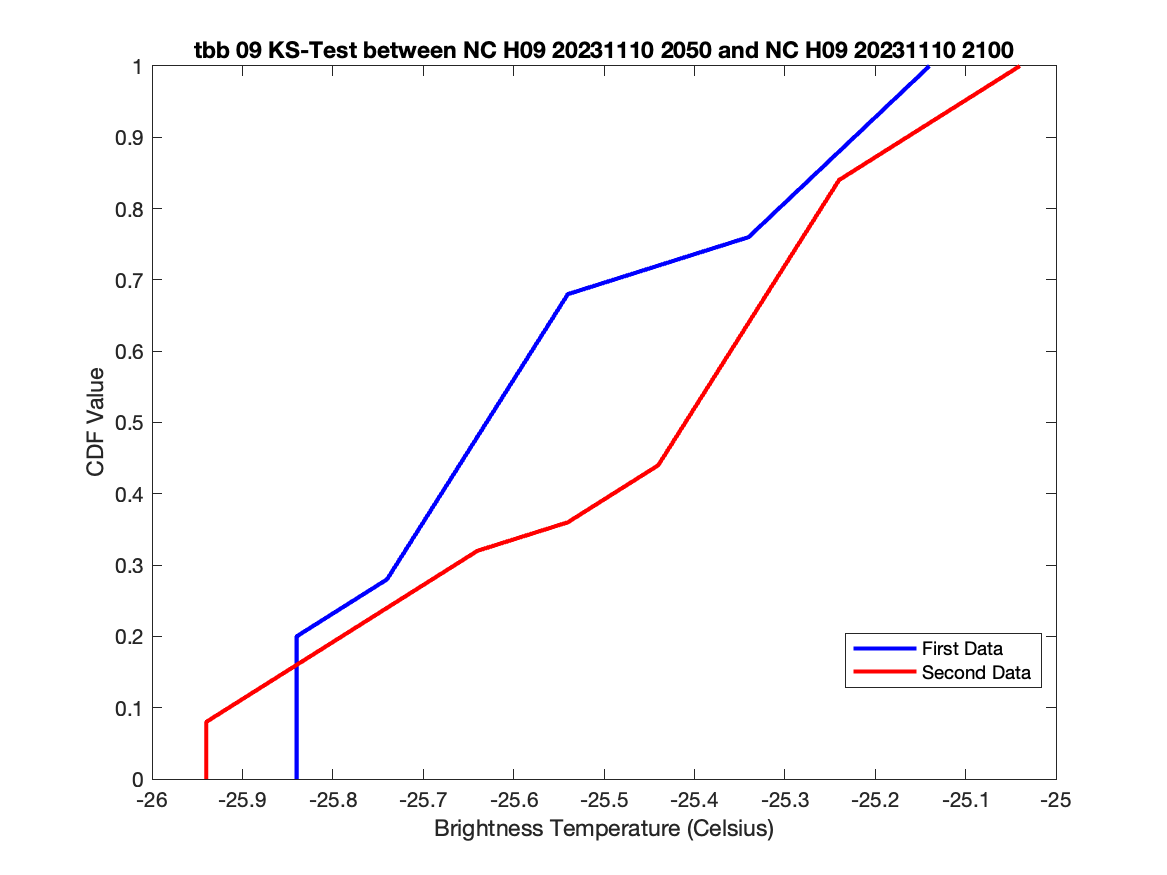 tbb 09 KS-Test between NC H09 20231110 2050 and NC H09 20231110 2100
1
0.9
0.8
0.7
0.6
0.5
0.4
0.3
0.2
0.1
0
CDF Value
First Data
Second Data
-26 -25.9 -25.8 -25.7 -25.6 -25.5 -25.4 -25.3 -25.2 -25.1 -25
Brightness Temperature (Celsius)